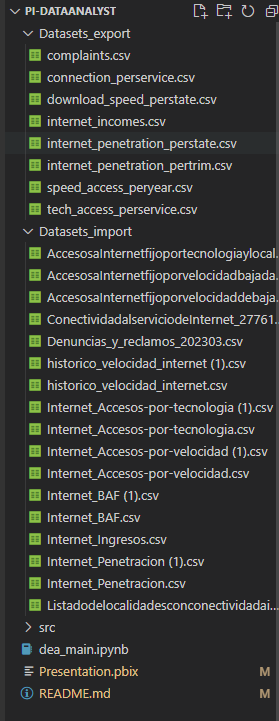 PI-DATAANALYST
Datasets_export
complaints.csv
connection_perservice.csv
download_speed_perstate.csv
internet_incomes.csv
internet_penetration_perstate.csv
internet_penetration_pertrim.csv
speed_access_peryear.csv
tech_access_perservice.csv
Datasets_import
AccesosaInternetfijoportecnologiaylocal...
AccesosaInternetfijoporvelocidadbajada...
AccesosaInternetfijoporvelocidaddebaja...
ConectividadalserviciodeInternet_27761...
Denuncias_y_reclamos_202303.csv
historico_velocidad_internet (1).csv
historico_velocidad_internet.csv
Internet_Accesos-por-tecnologia (1).csv
Internet_Accesos-por-tecnologia.csv
Internet_Accesos-por-velocidad (1).csv
Internet_Accesos-por-velocidad.csv
Internet_BAF (1).csv
Internet_BAF.csv
Internet_Ingresos.csv
Internet_Penetracion (1).csv
Internet_Penetracion.csv
Listadodelocalidadesconconectividadai...
src
dea_main.ipynb
Presentation.pbix M
README.md M